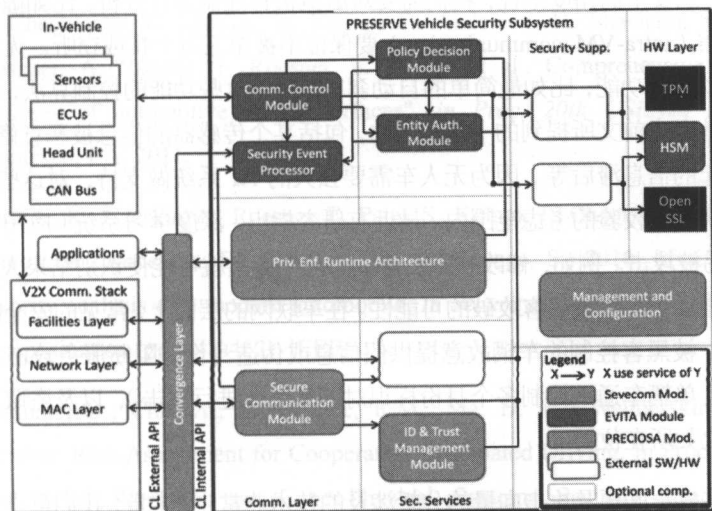 In-Vehicle
Sensors
ECUs
Head Unit
CAN Bus
Applications
V2X Comm. Stack
Facilities Layer
Network Layer
MAC Layer
CL External API
Convergence Layer
CL Internal API
PRESERVE Vehicle Security Subsystem
Comm. Control
Module
Security Event
Processor
Policy Decision
Module
Entity Auth.
Module
Priv. Enf. Runtime Architecture
Secure
Communication
Module
ID & Trust
Management
Module
Comm. Layer
Sec. Services
Security Supp.
HW Layer
TPM
HSM
Open
SSL
Management and
Configuration
Legend
X → Y X use service of Y
Sevecom Mod.
EVITA Module
PRECIOSA Mod.
External SW/HW
Optional comp.